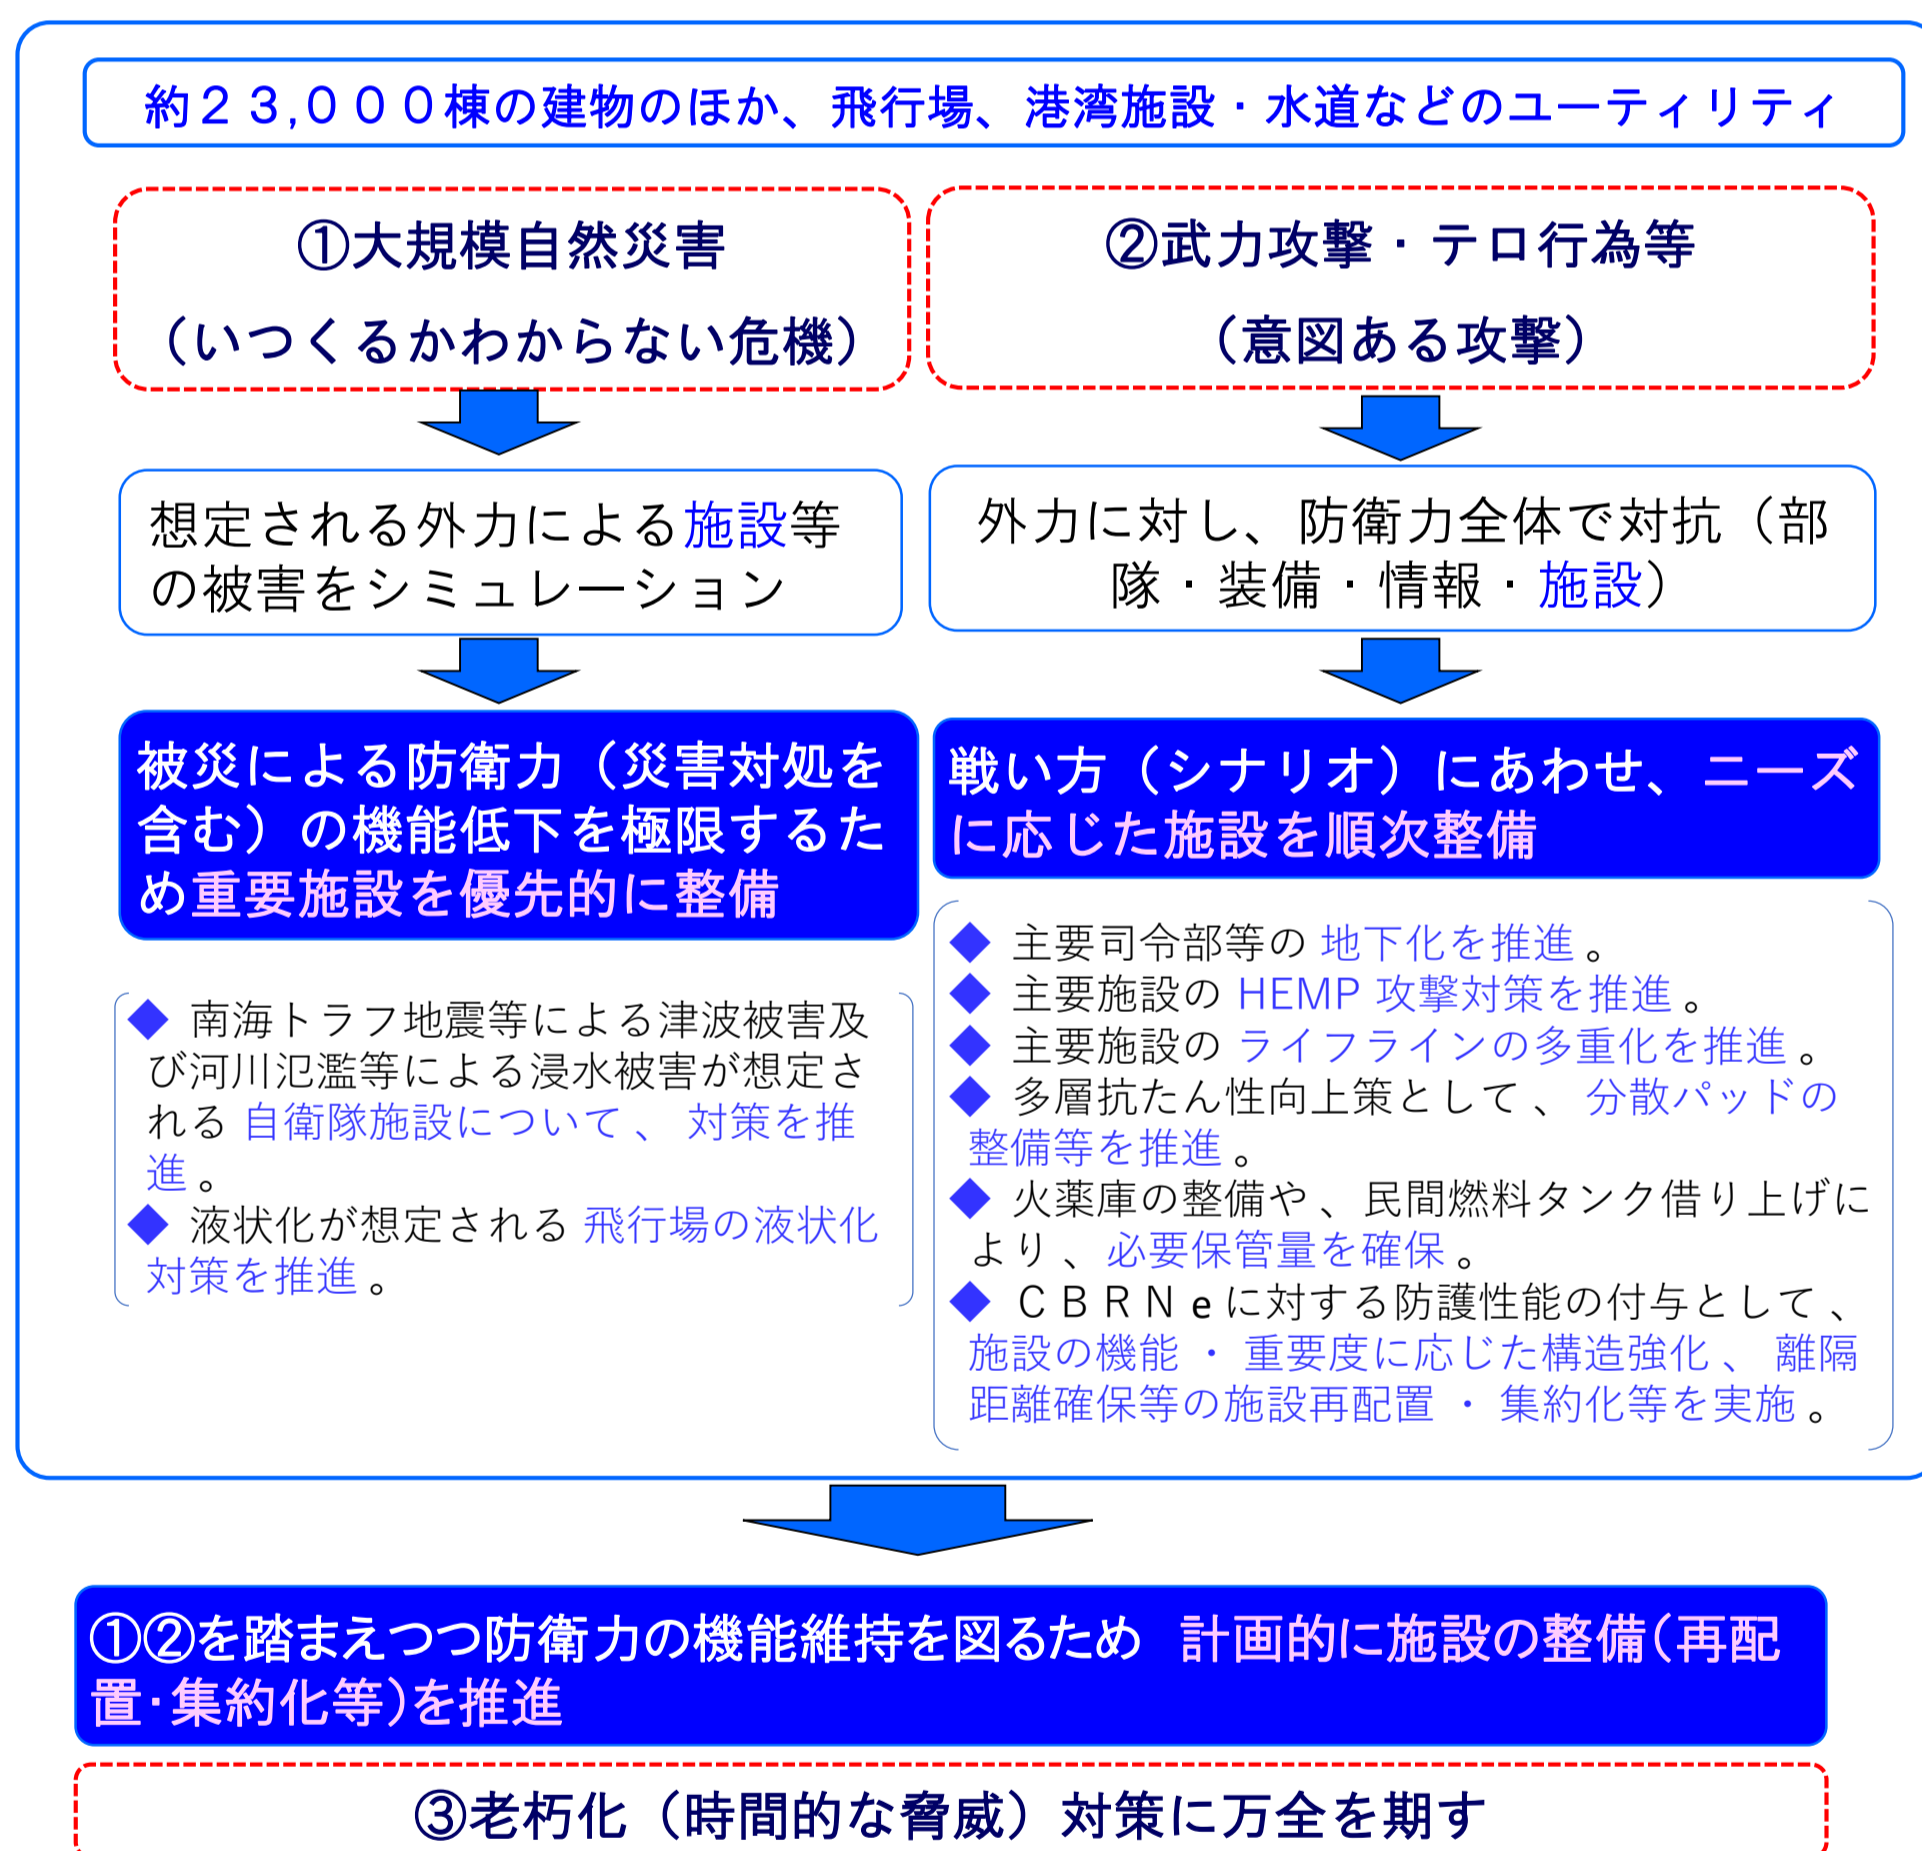 約２３,０００棟の建物のほか、飛行場、港湾施設・水道などのユーティリティ
①大規模自然災害
（いつくるかわからない危機）
想定される外力による施設等
の被害をシミュレーション
被災による防衛力（災害対処を
含む）の機能低下を極限するた
め重要施設を優先的に整備
◆ 南海トラフ地震等による津波被害及
び河川氾濫等による浸水被害が想定さ
れる自衛隊施設について、対策を推
進。
◆ 液状化が想定される飛行場の液状化
対策を推進。
②武力攻撃・テロ行為等
（意図ある攻撃）
外力に対し、防衛力全体で対抗（部
隊・装備・情報・施設）
戦い方（シナリオ）にあわせ、ニーズ
に応じた施設を順次整備
◆ 主要司令部等の地下化を推進。
◆ 主要施設の HEMP 攻撃対策を推進。
◆ 主要施設のライフラインの多重化を推進。
◆ 多層抗たん性向上策として、分散パッドの
整備等を推進。
◆ 火薬庫の整備や、民間燃料タンク借り上げに
より、必要保管量を確保。
◆ ＣＢＲＮeに対する防護性能の付与として、
施設の機能・重要度に応じた構造強化、離隔
距離確保等の施設再配置・集約化等を実施。
①②を踏まえつつ防衛力の機能維持を図るため　計画的に施設の整備(再配
置・集約化等)を推進
③老朽化（時間的な脅威）対策に万全を期す